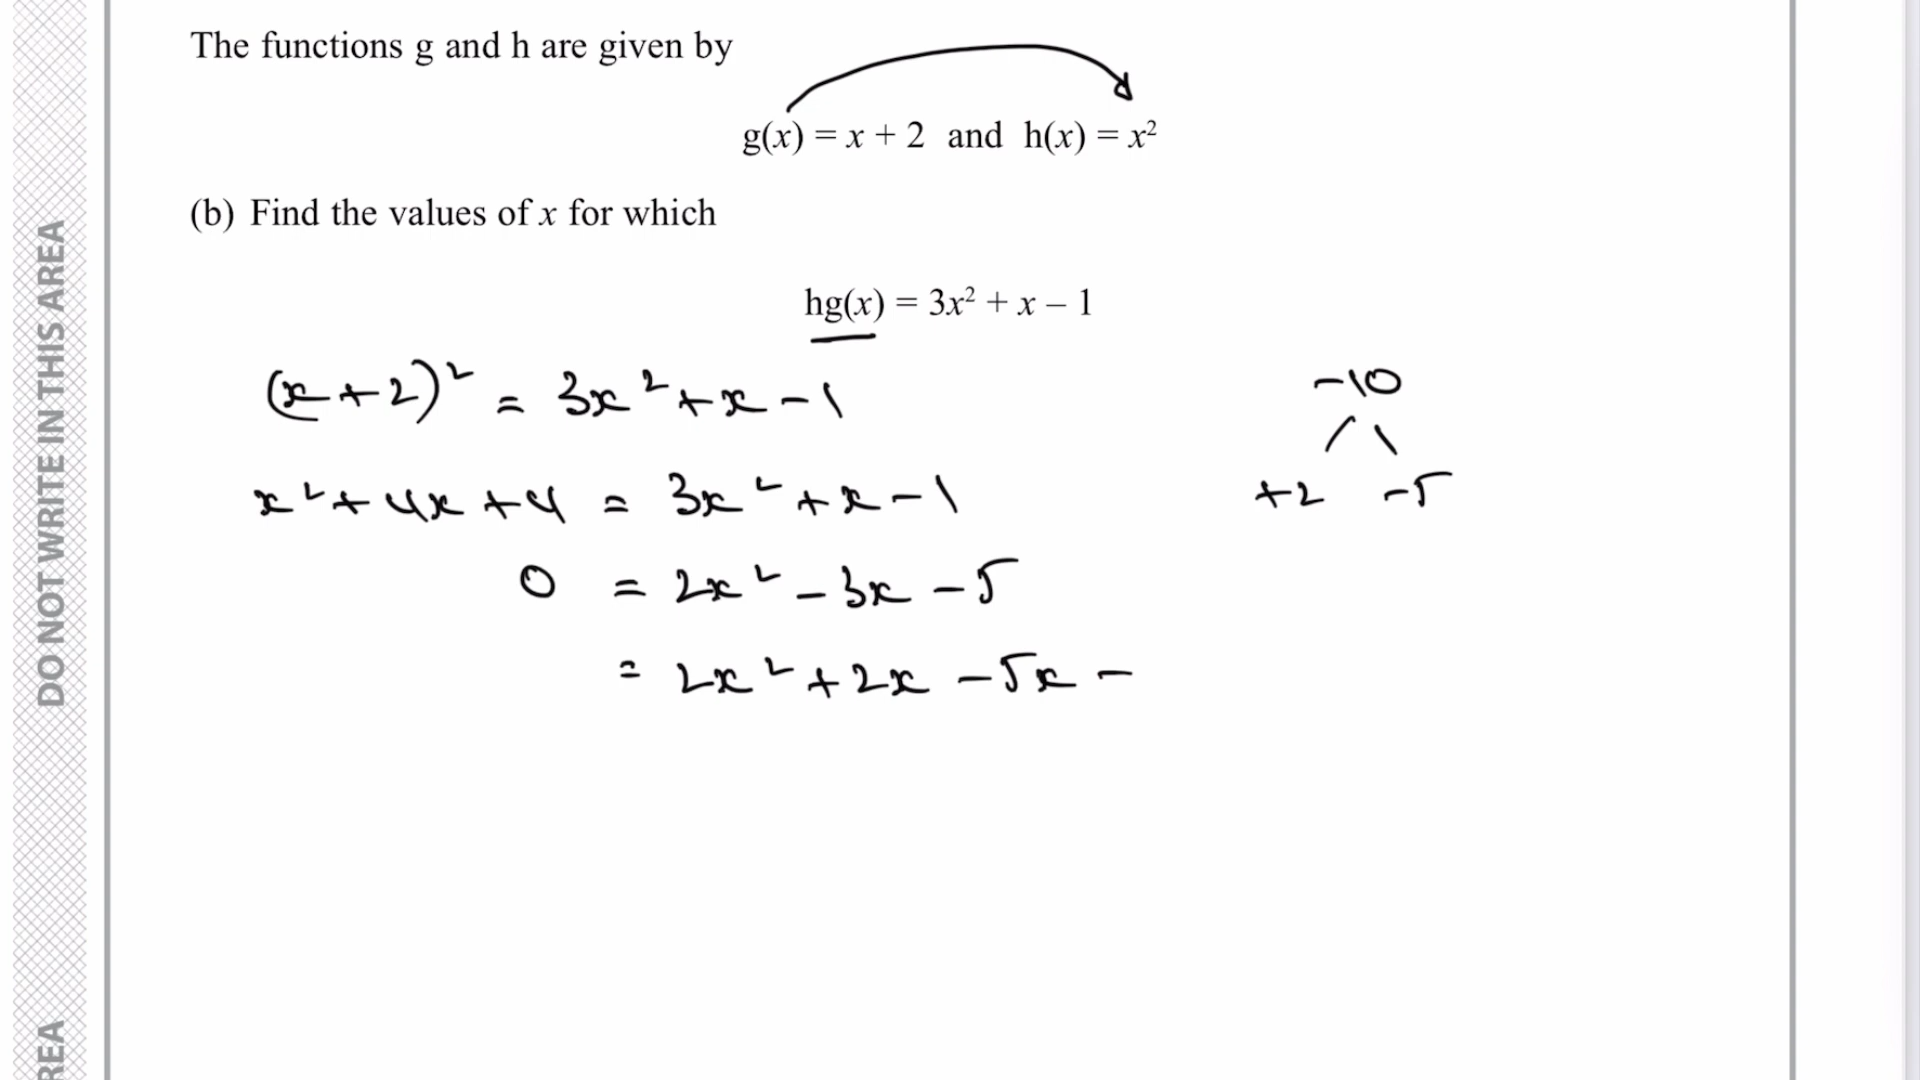 The functions g and h are given by
g(x) = x + 2 and h(x) = x²
(b) Find the values of x for which
hg(x) = 3x² + x – 1
(x + 2)² = 3x² + x - 1
x² + 4x + 4 = 3x² + x - 1
0 = 2x² - 3x - 5
= 2x² + 2x - 5x -
-10
+2 -5
DO NOT WRITE IN THIS AREA
REA